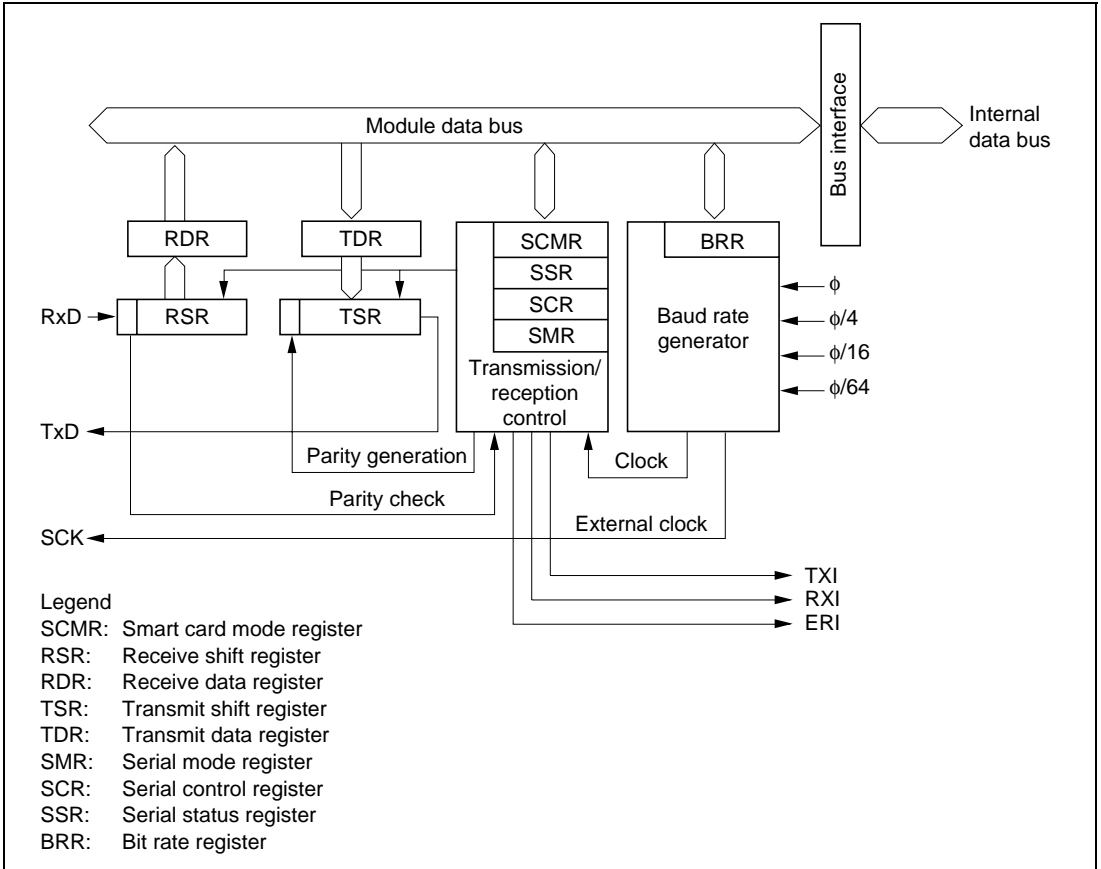 Bus interface
Internal
data bus
Module data bus
RDR
TDR
SCMR
SSR
SCR
SMR
BRR
RxD
RSR
TSR
Baud rate
generator
ϕ
ϕ/4
ϕ/16
ϕ/64
Transmission/
reception
control
TxD
Parity generation
Clock
Parity check
External clock
SCK
TXI
RXI
ERI
Legend
SCMR: Smart card mode register
RSR: Receive shift register
RDR: Receive data register
TSR: Transmit shift register
TDR: Transmit data register
SMR: Serial mode register
SCR: Serial control register
SSR: Serial status register
BRR: Bit rate register